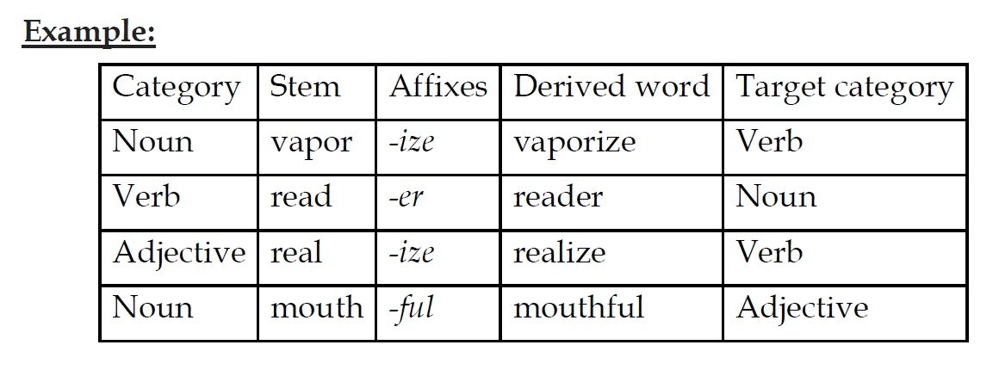 Example:
Category Stem Affixes Derived word Target category
Noun vapor -ize vaporize Verb
Verb read -er reader Noun
Adjective real -ize realize Verb
Noun mouth -ful mouthful Adjective